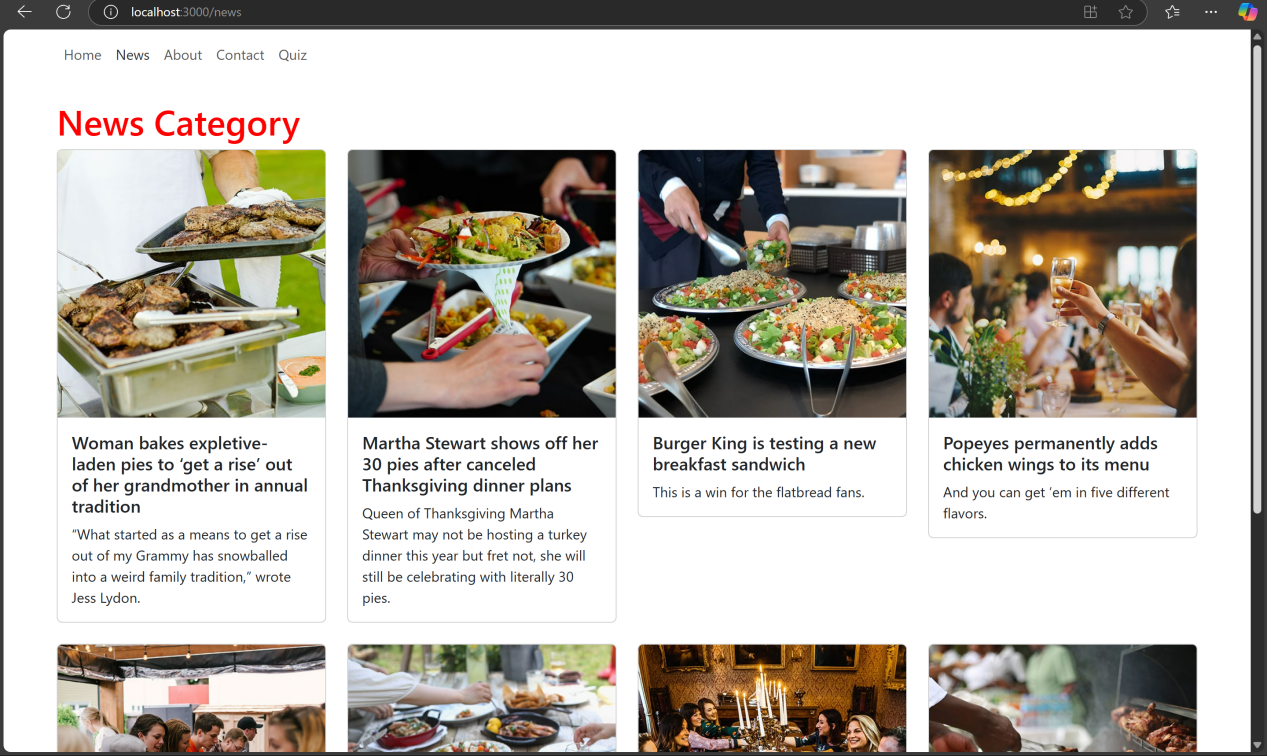 localhost:3000/news
Home News About Contact Quiz
News Category
Woman bakes expletive-
laden pies to ‘get a rise’ out
of her grandmother in annual
tradition
“What started as a means to get a rise
out of my Grammy has snowballed
into a weird family tradition,” wrote
Jess Lydon.
Martha Stewart shows off her
30 pies after canceled
Thanksgiving dinner plans
Queen of Thanksgiving Martha
Stewart may not be hosting a turkey
dinner this year but fret not, she will
still be celebrating with literally 30
pies.
Burger King is testing a new
breakfast sandwich
This is a win for the flatbread fans.
Popeyes permanently adds
chicken wings to its menu
And you can get ’em in five different
flavors.